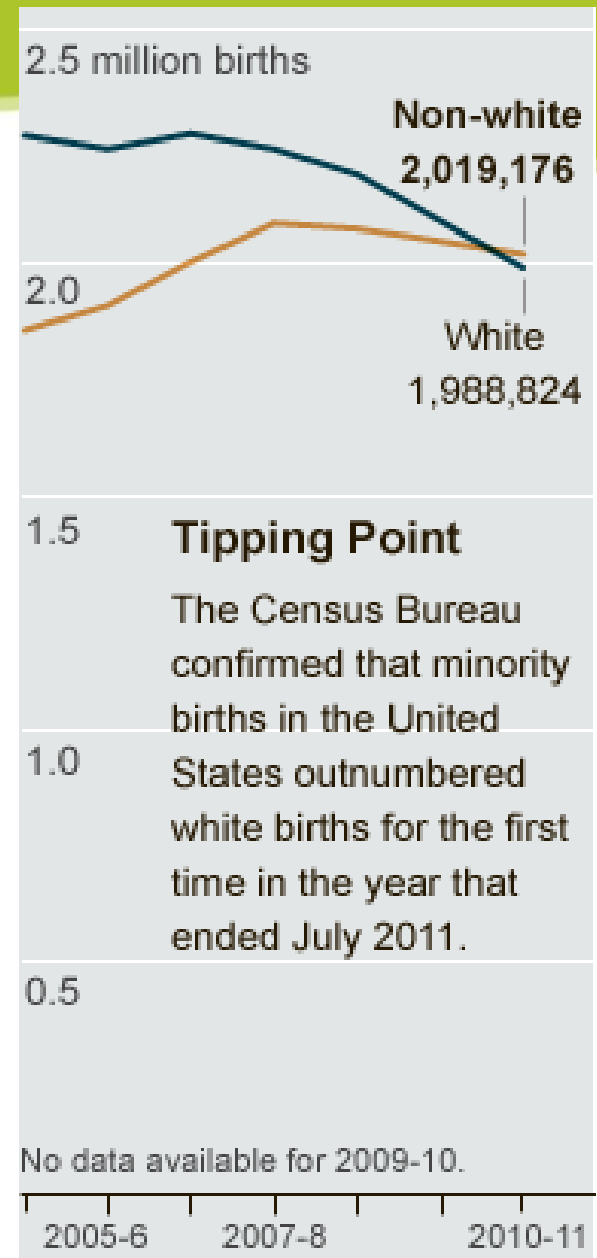 2.5 million births
Non-white
2,019,176
2.0
White
1,988,824
1.5
Tipping Point
The Census Bureau
confirmed that minority
births in the United
1.0
States outnumbered
white births for the first
time in the year that
ended July 2011.
0.5
No data available for 2009-10.
2005-6 2007-8 2010-11